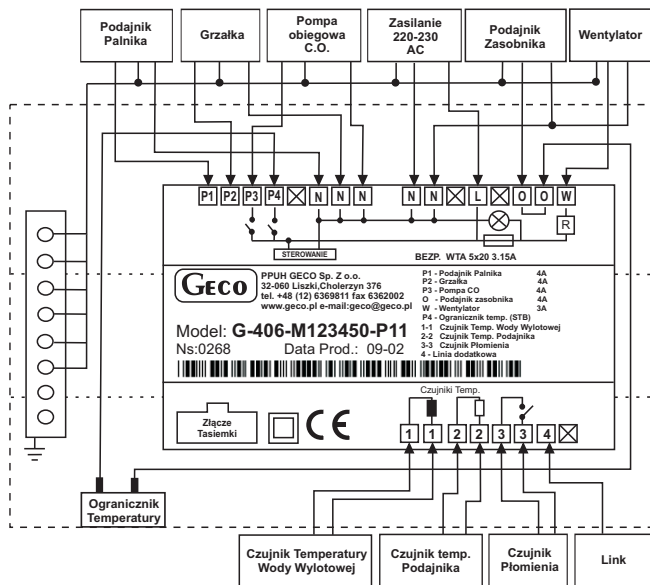 Podajnik
Palnika
Grzałka
Pompa
obiegowa
C.O.
Zasilanie
220-230
AC
Podajnik
Zasobnika
Wentylator
P1 P2 P3 P4 N N N N N L O O W
R
STEROWANIE
BEZP. WTA 5x20 3.15A
GECO
PPUH GECO Sp. Z o.o.
32-060 Liszki,Cholerzyn 376
tel. +48 (12) 6369811 fax 6362002
www.geco.pl e-mail:geco@geco.pl
Model: G-406-M123450-P11
Ns:0268 Data Prod.: 09-02
P1 - Podajnik Palnika 4A
P2 - Grzałka 4A
P3 - Pompa CO 4A
O - Podajnik zasobnika 4A
W - Wentylator 3A
P4 - Ogranicznik temp. (STB)
1-1 Czujnik Temp. Wody Wylotowej
2-2 Czujnik Temp. Podajnika
3-3 Czujnik Płomienia
4 - Linia dodatkowa
Czujniki Temp.
Złącze
Tasiemki
CE
1 1 2 2 3 3 4
Ogranicznik
Temperatury
Czujnik Temperatury
Wody Wylotowej
Czujnik temp.
Podajnika
Czujnik
Płomienia
Link